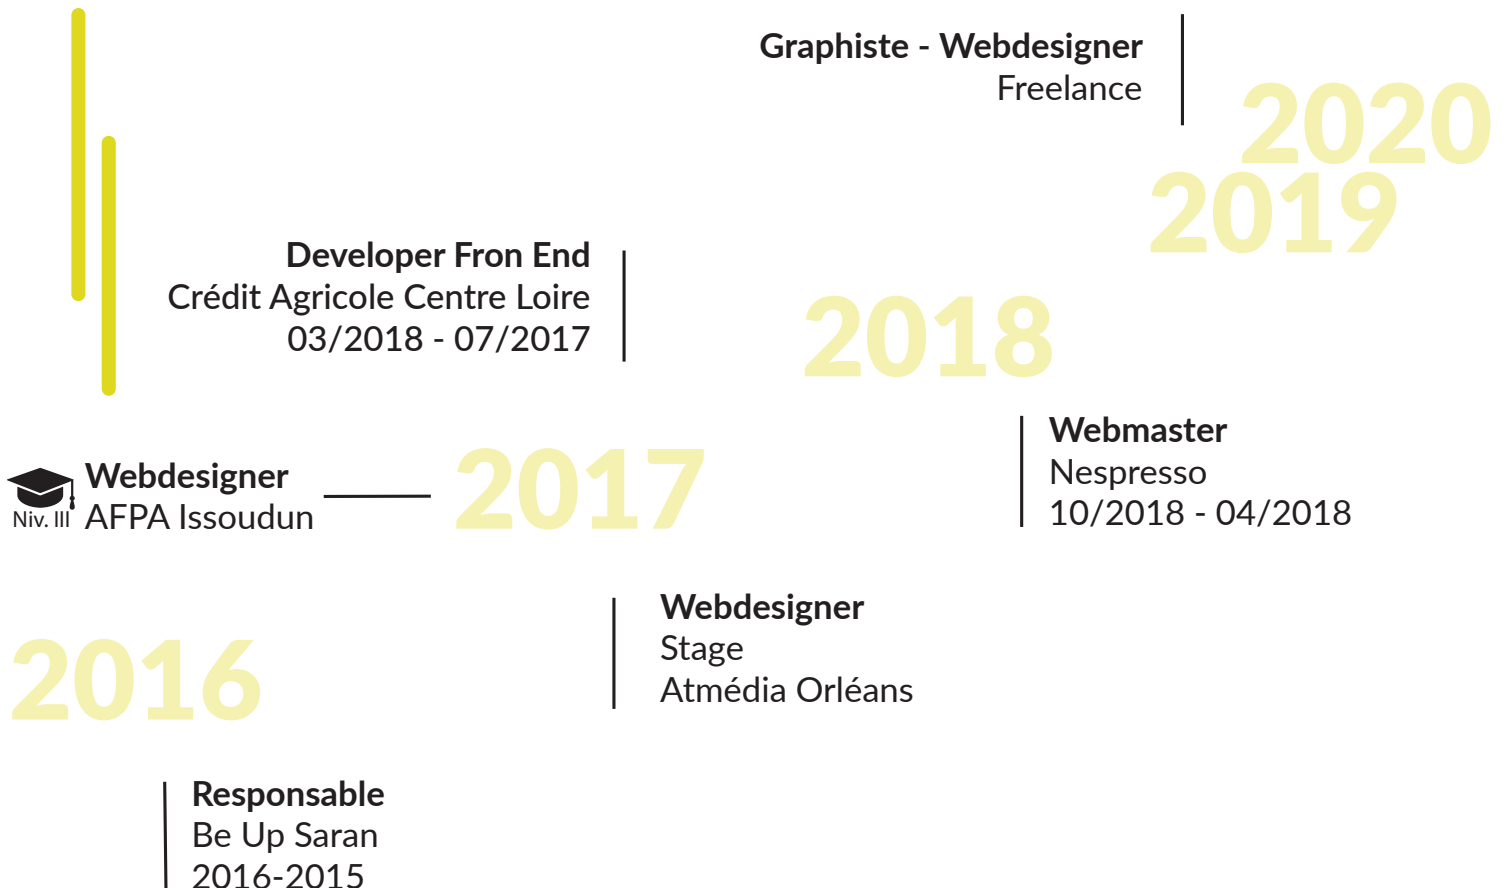 Graphiste - Webdesigner
Freelance
2020
2019
Developer Fron End
Crédit Agricole Centre Loire
03/2018 - 07/2017
2018
Webmaster
Nespresso
10/2018 - 04/2018
Niv. III
Webdesigner
AFPA Issoudun
2017
Webdesigner
Stage
Atmédia Orléans
2016
Responsable
Be Up Saran
2016-2015